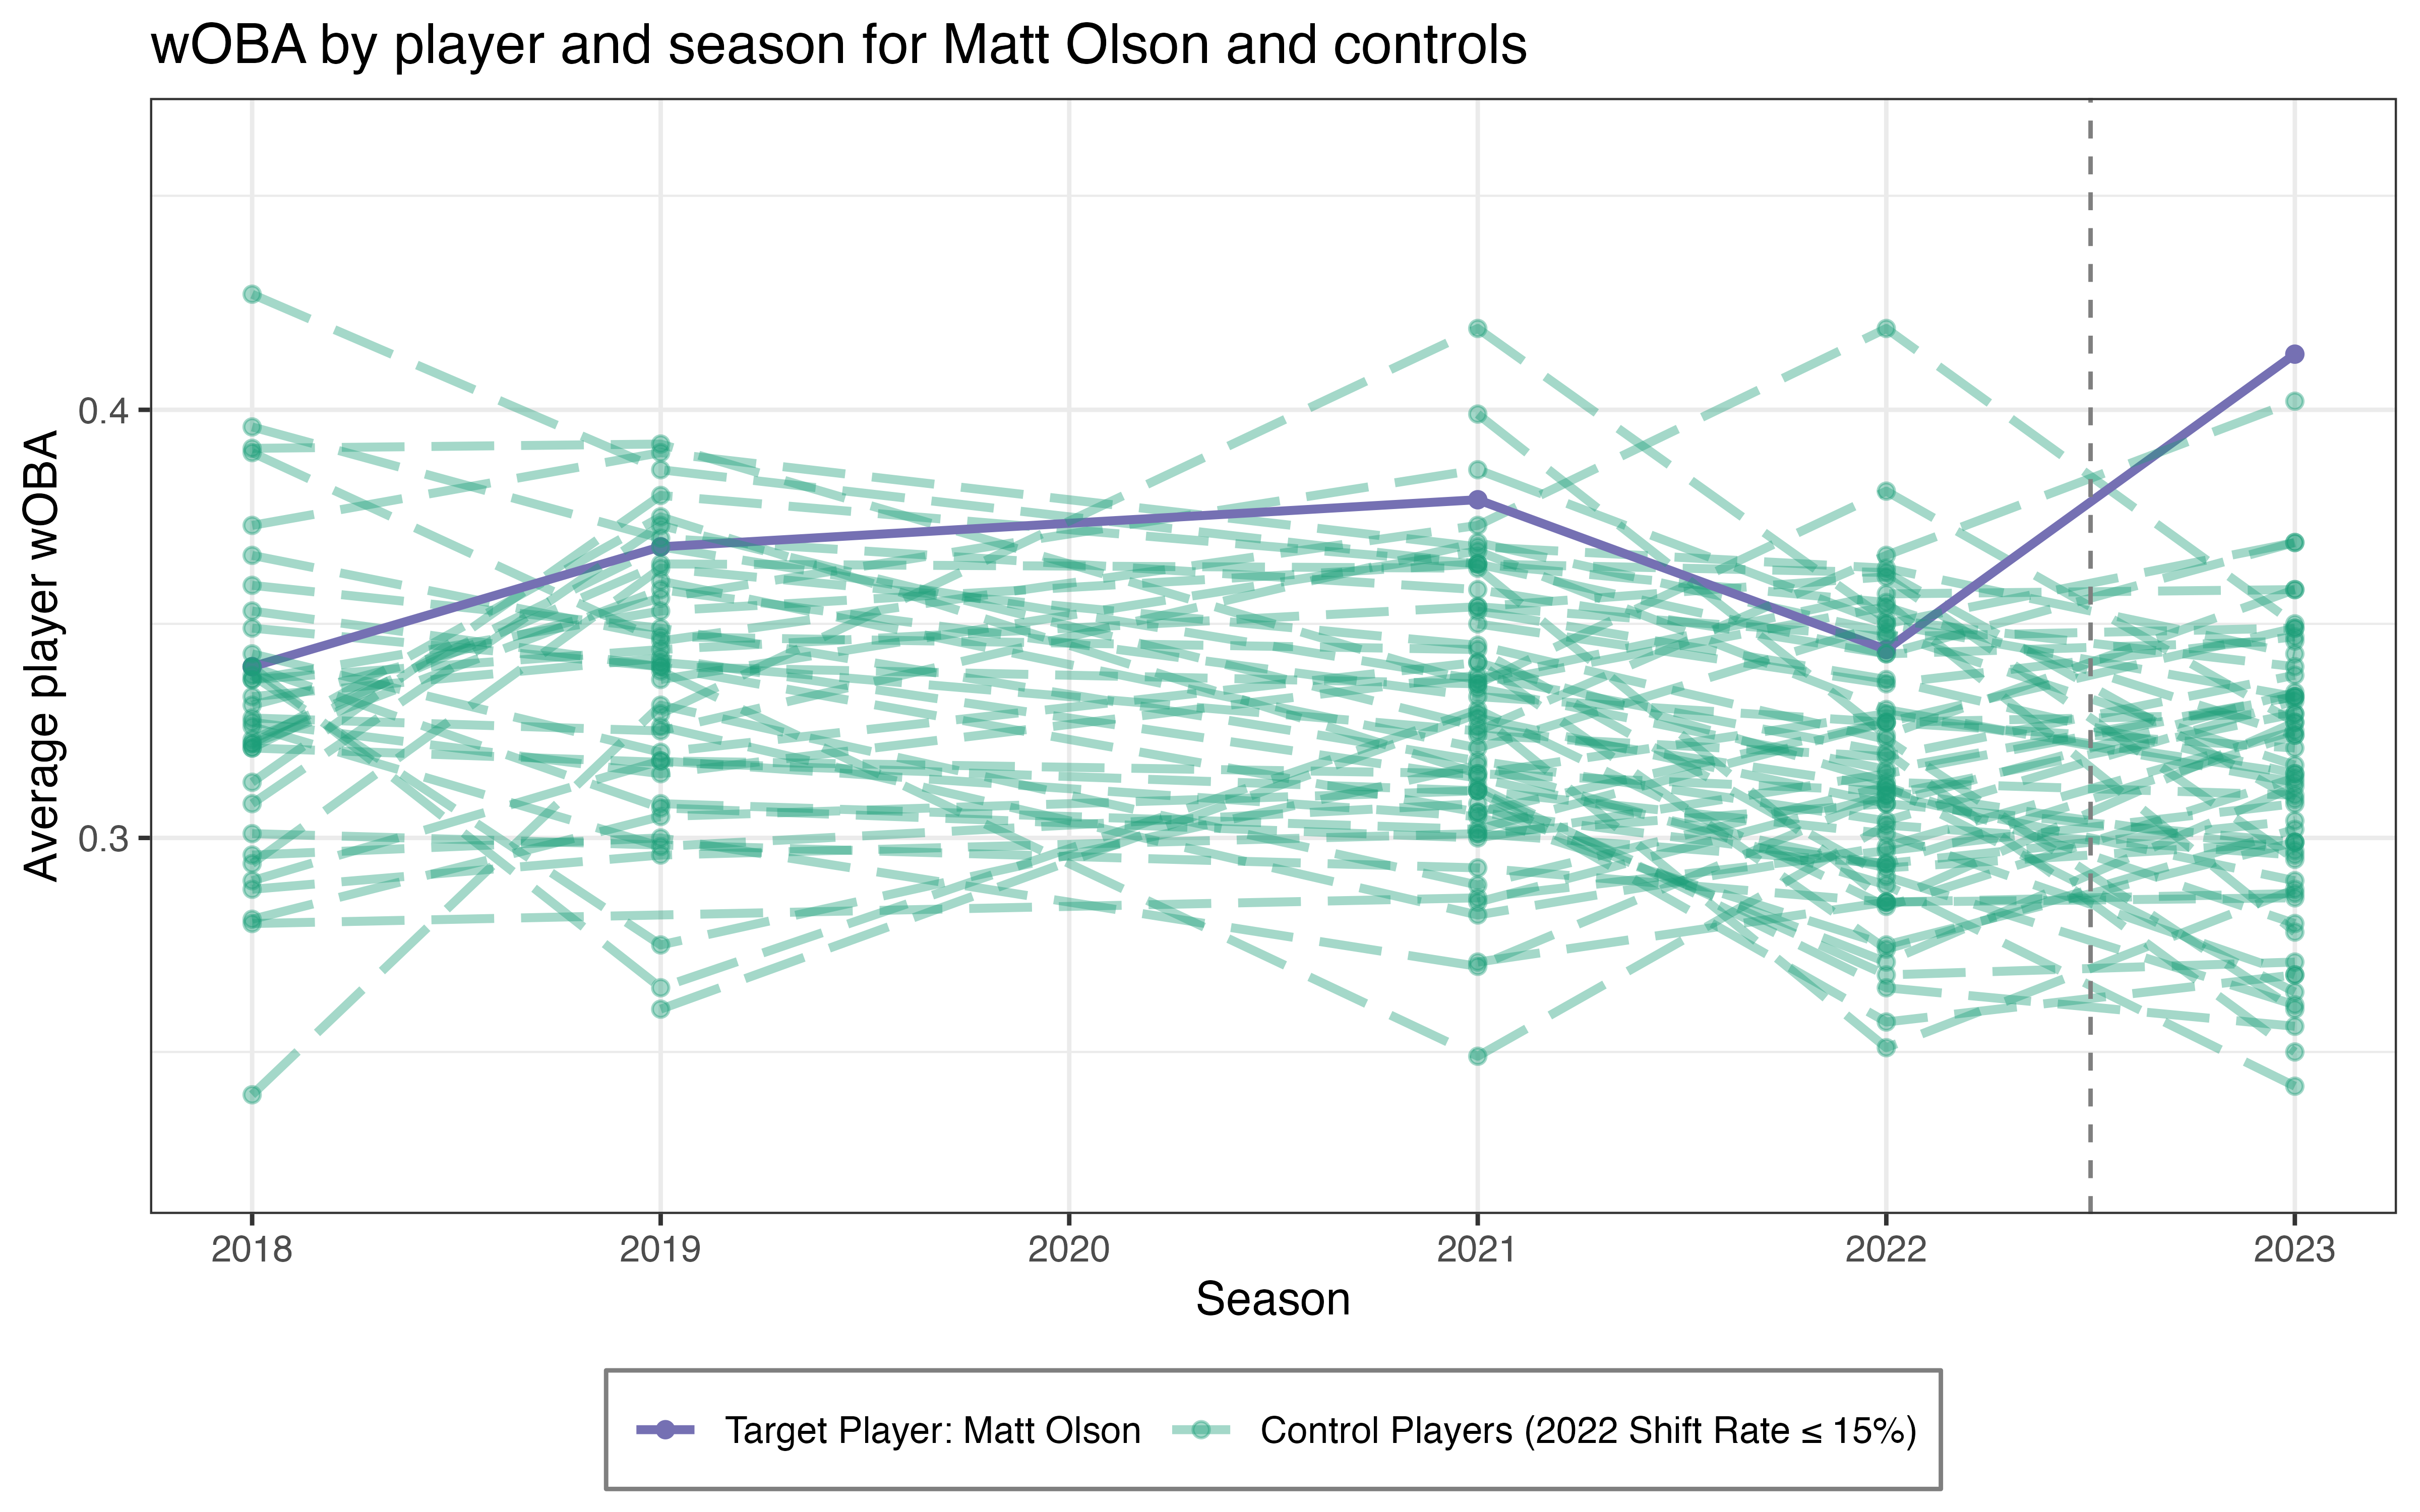 wOBA by player and season for Matt Olson and controls
Average player wOBA
0.4
0.3
2018 2019 2020 2021 2022 2023
Season
Target Player: Matt Olson Control Players (2022 Shift Rate ≤ 15%)